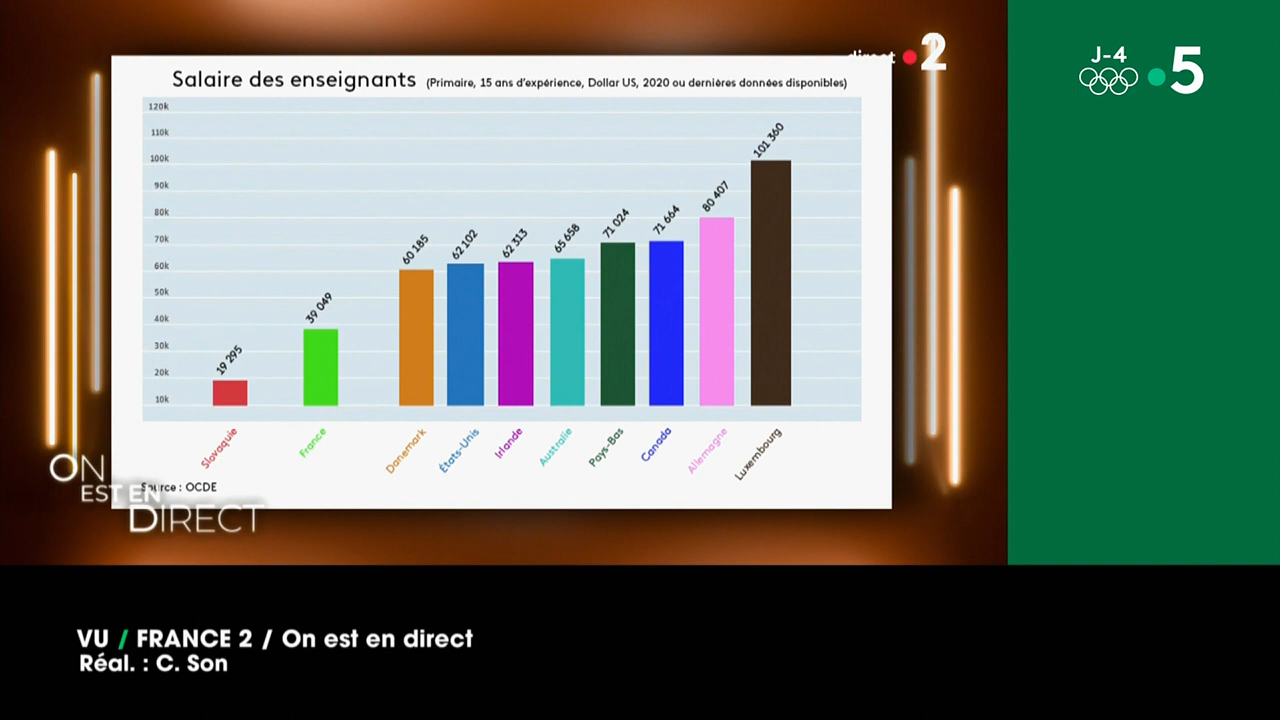 direct 2
J-4
5
Salaire des enseignants (Primaire, 15 ans d'expérience, Dollar US, 2020 ou dernières données disponibles)
120k
110k
100k
90k
80k
70k
60k
50k
40k
30k
20k
10k
19 295
39 049
60 185
62 102
62 313
65 658
71 024
71 664
80 407
101 360
Slovaquie
France
Danemark
États-Unis
Irlande
Australie
Pays-Bas
Canada
Allemagne
Luxembourg
Source : OCDE
ON
EST EN
DIRECT
VU / FRANCE 2 / On est en direct
Réal. : C. Son